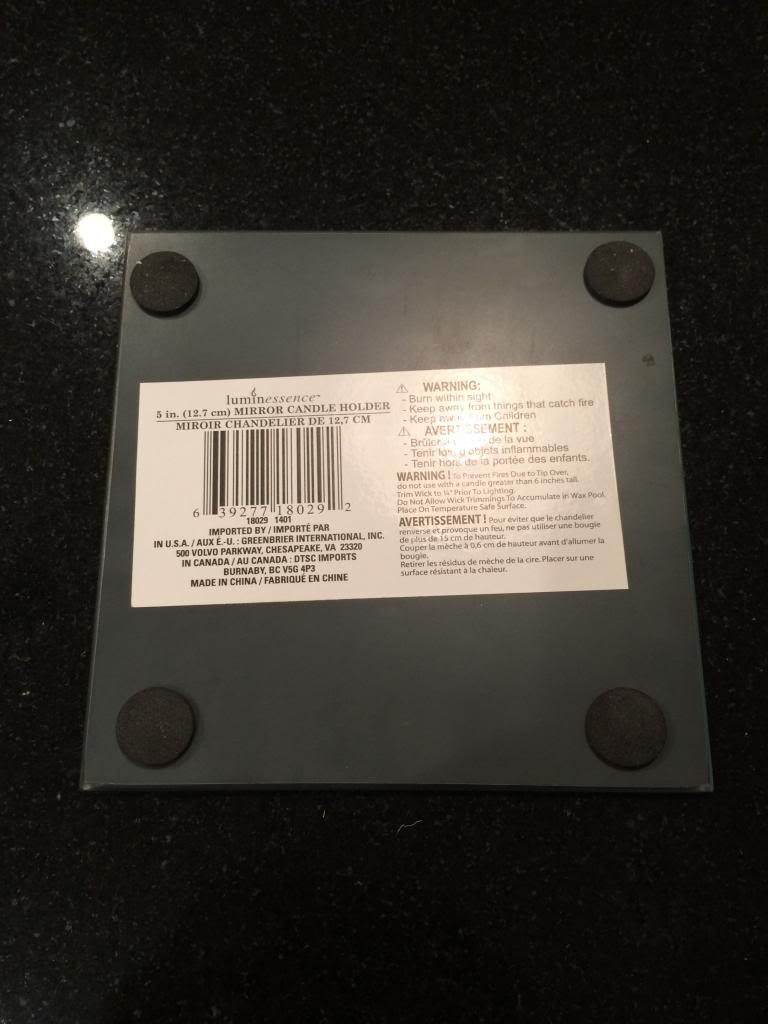 luminessence™
5 in. (12.7 cm) MIRROR CANDLE HOLDER
MIROIR CHANDELIER DE 12,7 CM
6 39277 18029 2
18029 1401
IMPORTED BY / IMPORTÉ PAR
IN U.S.A. / AUX É.-U. : GREENBRIER INTERNATIONAL, INC.
500 VOLVO PARKWAY, CHESAPEAKE, VA 23320
IN CANADA / AU CANADA : DTSC IMPORTS
BURNABY, BC V5G 4P3
MADE IN CHINA / FABRIQUÉ EN CHINE
WARNING:
- Burn within sight
- Keep away from things that catch fire
- Keep away from Children
AVERTISSEMENT :
- Brûler de la vue
- Tenir loin d'objets inflammables
- Tenir hors de la portée des enfants.
WARNING! To Prevent Fires Due to Tip Over,
do not use with a candle greater than 6 inches tall.
Trim Wick to ¼" Prior To Lighting.
Do Not Allow Wick Trimmings To Accumulate in Wax Pool.
Place On Temperature Safe Surface.
AVERTISSEMENT ! Pour éviter que le chandelier
renverse et provoque un feu, ne pas utiliser une bougie
de plus de 15 cm de hauteur.
Couper la mèche à 0,6 cm de hauteur avant d'allumer la
bougie.
Retirer les résidus de mèche de la cire. Placer sur une
surface résistant à la chaleur.